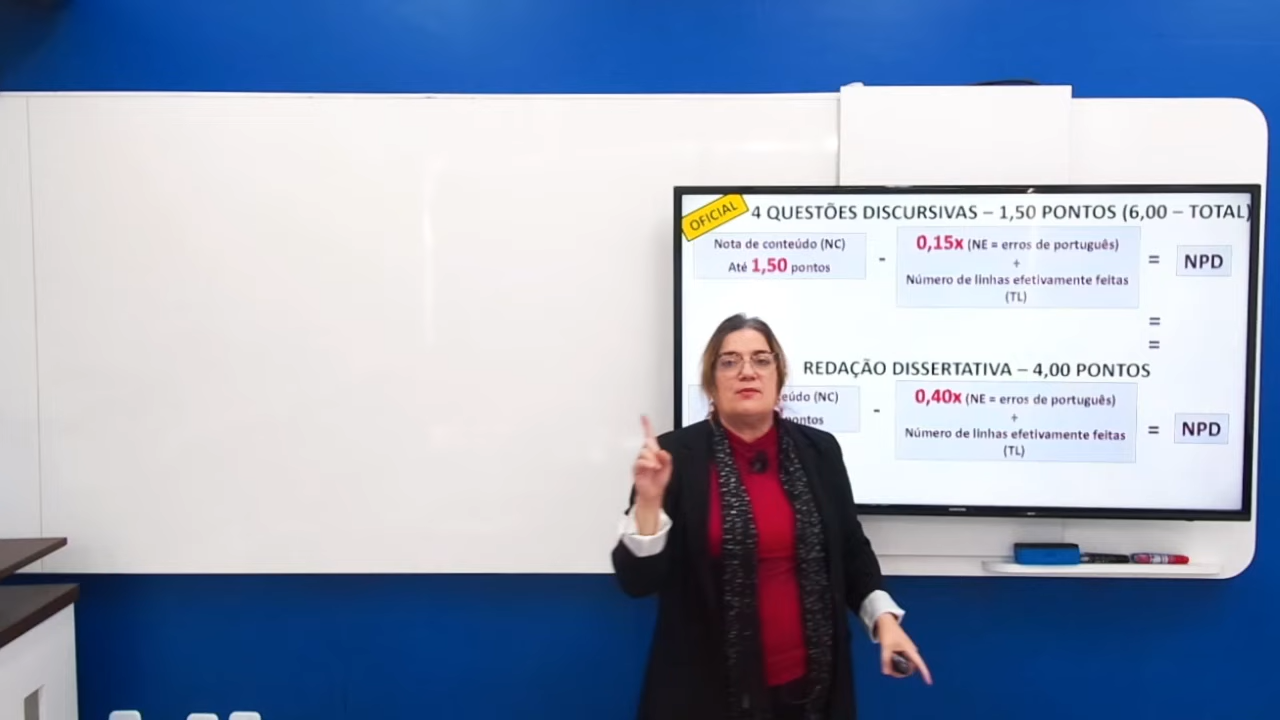 OFICIAL
4 QUESTÕES DISCURSIVAS – 1,50 PONTOS (6,00 – TOTAL)
Nota de conteúdo (NC)
Até 1,50 pontos
-
0,15x (NE = erros de português)
+
Número de linhas efetivamente feitas
(TL)
= NPD
=
=
REDAÇÃO DISSERTATIVA – 4,00 PONTOS
(NC)
pontos
-
0,40x (NE = erros de português)
+
Número de linhas efetivamente feitas
(TL)
= NPD